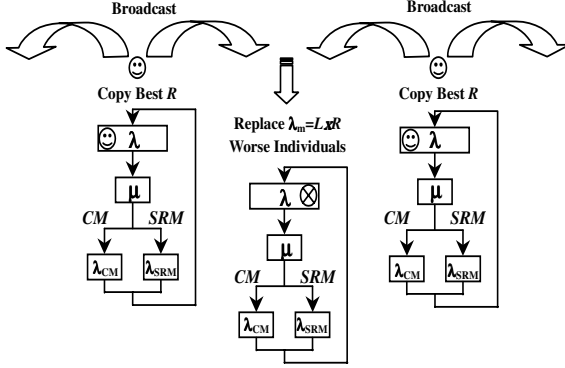 Broadcast
Broadcast
Copy Best R
Copy Best R
Replace λm=LxR
Worse Individuals
λ
μ
CM SRM
λCM λSRM
λ
μ
CM SRM
λCM λSRM
λ
μ
CM SRM
λCM λSRM